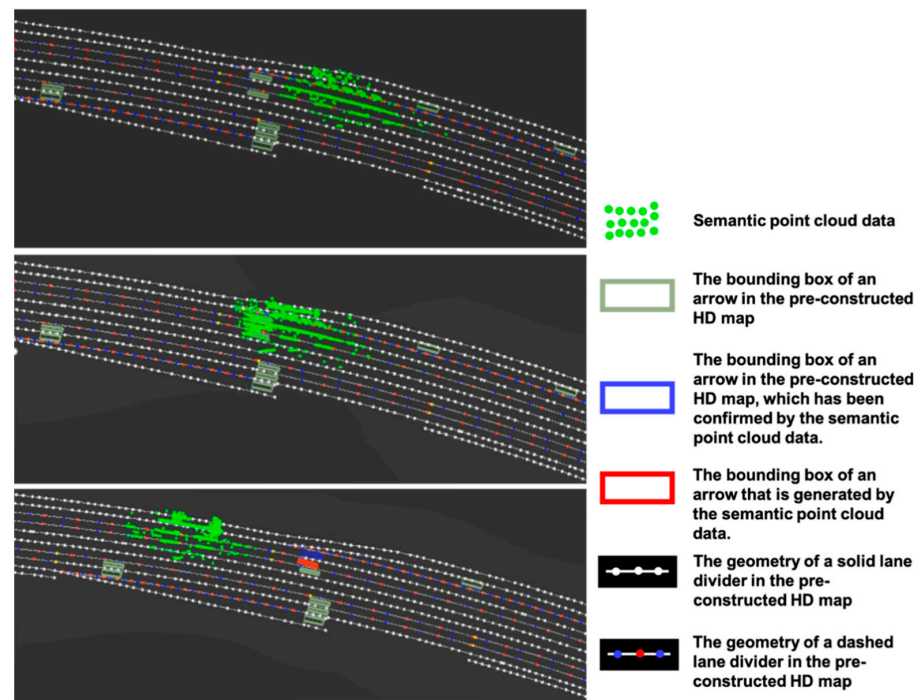 Semantic point cloud data
The bounding box of an
arrow in the pre-constructed
HD map
The bounding box of an
arrow in the pre-constructed
HD map, which has been
confirmed by the semantic
point cloud data.
The bounding box of an
arrow that is generated by
the semantic point cloud
data.
The geometry of a solid lane
divider in the pre-
constructed HD map
The geometry of a dashed
lane divider in the pre-
constructed HD map